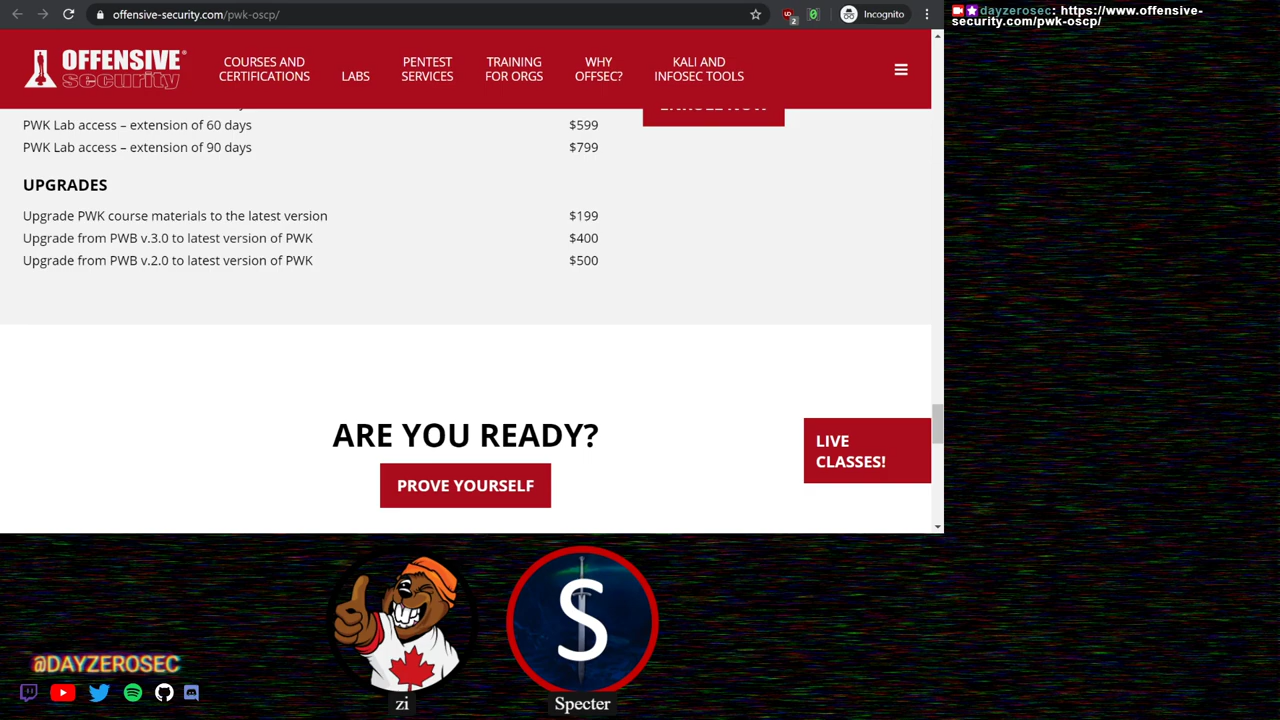 offensive-security.com/pwk-oscp/
2
Incognito
dayzerosec: https://www.offensive-
security.com/pwk-oscp/
OFFENSIVE®
security
COURSES AND
CERTIFICATIONS
LABS
PENTEST
SERVICES
TRAINING
FOR ORGS
WHY
OFFSEC?
KALI AND
INFOSEC TOOLS
ENROLL NOW
PWK Lab access – extension of 60 days $599
PWK Lab access – extension of 90 days $799
UPGRADES
Upgrade PWK course materials to the latest version $199
Upgrade from PWB v.3.0 to latest version of PWK $400
Upgrade from PWB v.2.0 to latest version of PWK $500
ARE YOU READY?
PROVE YOURSELF
LIVE
CLASSES!
S
@DAYZEROSEC
zi
Specter